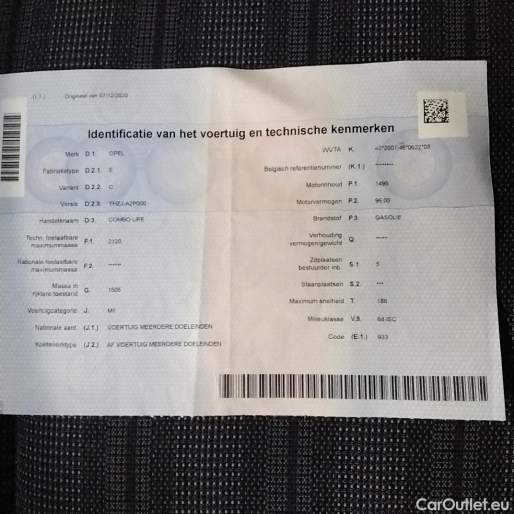 (I.T.) Origineel van 07/12/2020
Identificatie van het voertuig en technische kenmerken
Merk D.1. OPEL
Fabriekstype D.2.1. E
Variant D.2.2. C
Versie D.2.3.
Handelsnaam D.3. COMBO LIFE
Techn. toelaatbare maximummassa F.1. 2120
Nationale toelaatbare maximummassa F.2. ******
Massa in rijklare toestand G. 1505
Voertuigcategorie J. M1
Nationale aard (J.1.) VOERTUIG MEERDERE DOELEINDEN
Koetswerktype (J.2.) AF VOERTUIG MEERDERE DOELEINDEN
WVTA K.
Belgisch referentienummer (K.1.) ********
Motorinhoud P.1. 1499
Motorvermogen P.2. 96.00
Brandstof P.3. GASOLIE
Verhouding vermogen/gewicht Q. *****
Zitplaatsen bestuurder inb. S.1. 5
Staanplaatsen S.2. ***
Maximum snelheid T. 186
Milieuklasse V.9.
Code (E.1.) 933
CarOutlet.eu